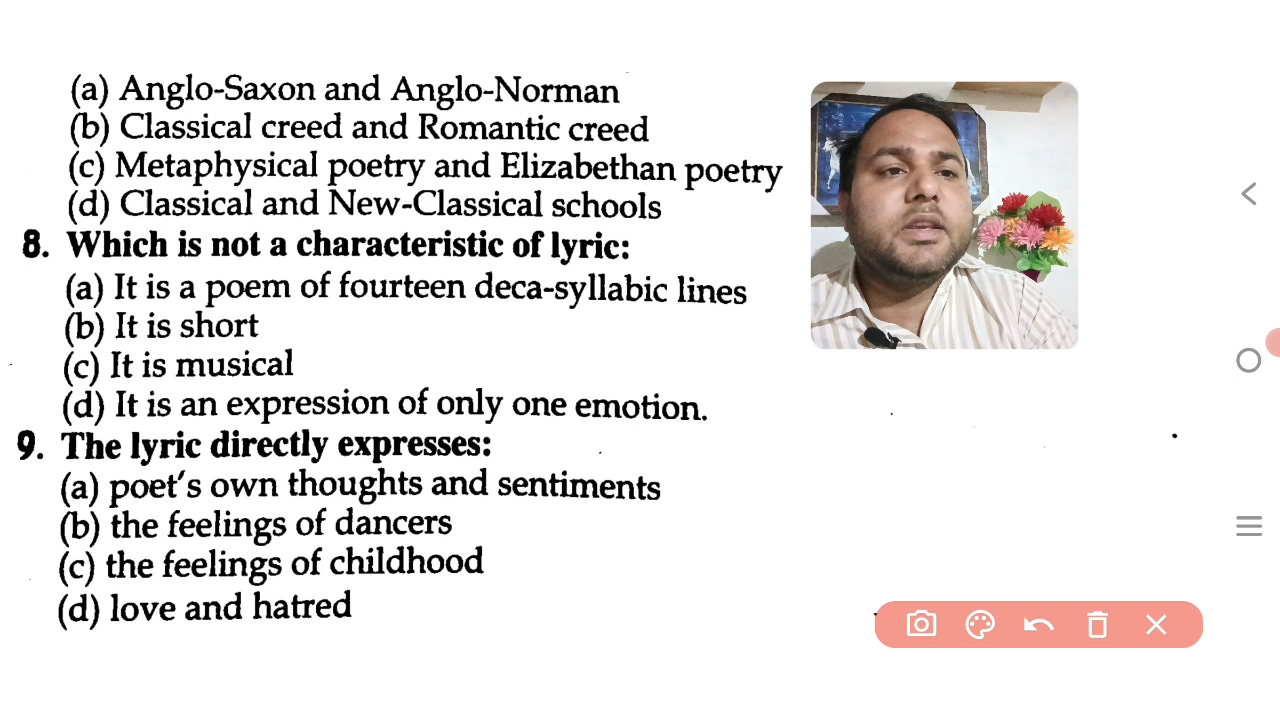 (a) Anglo-Saxon and Anglo-Norman
(b) Classical creed and Romantic creed
(c) Metaphysical poetry and Elizabethan poetry
(d) Classical and New-Classical schools
8. Which is not a characteristic of lyric:
(a) It is a poem of fourteen deca-syllabic lines
(b) It is short
(c) It is musical
(d) It is an expression of only one emotion.
9. The lyric directly expresses:
(a) poet's own thoughts and sentiments
(b) the feelings of dancers
(c) the feelings of childhood
(d) love and hatred